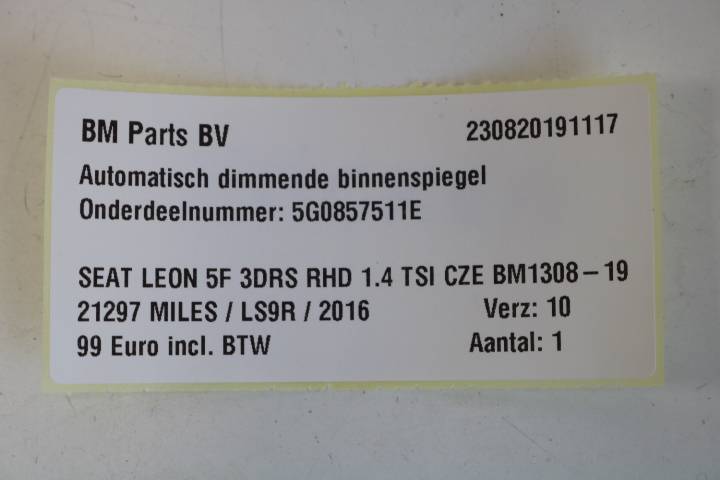 BM Parts BV 230820191117
Automatisch dimmende binnenspiegel
Onderdeelnummer: 5G0857511E
SEAT LEON 5F 3DRS RHD 1.4 TSI CZE BM1308-19
21297 MILES / LS9R / 2016 Verz: 10
99 Euro incl. BTW Aantal: 1